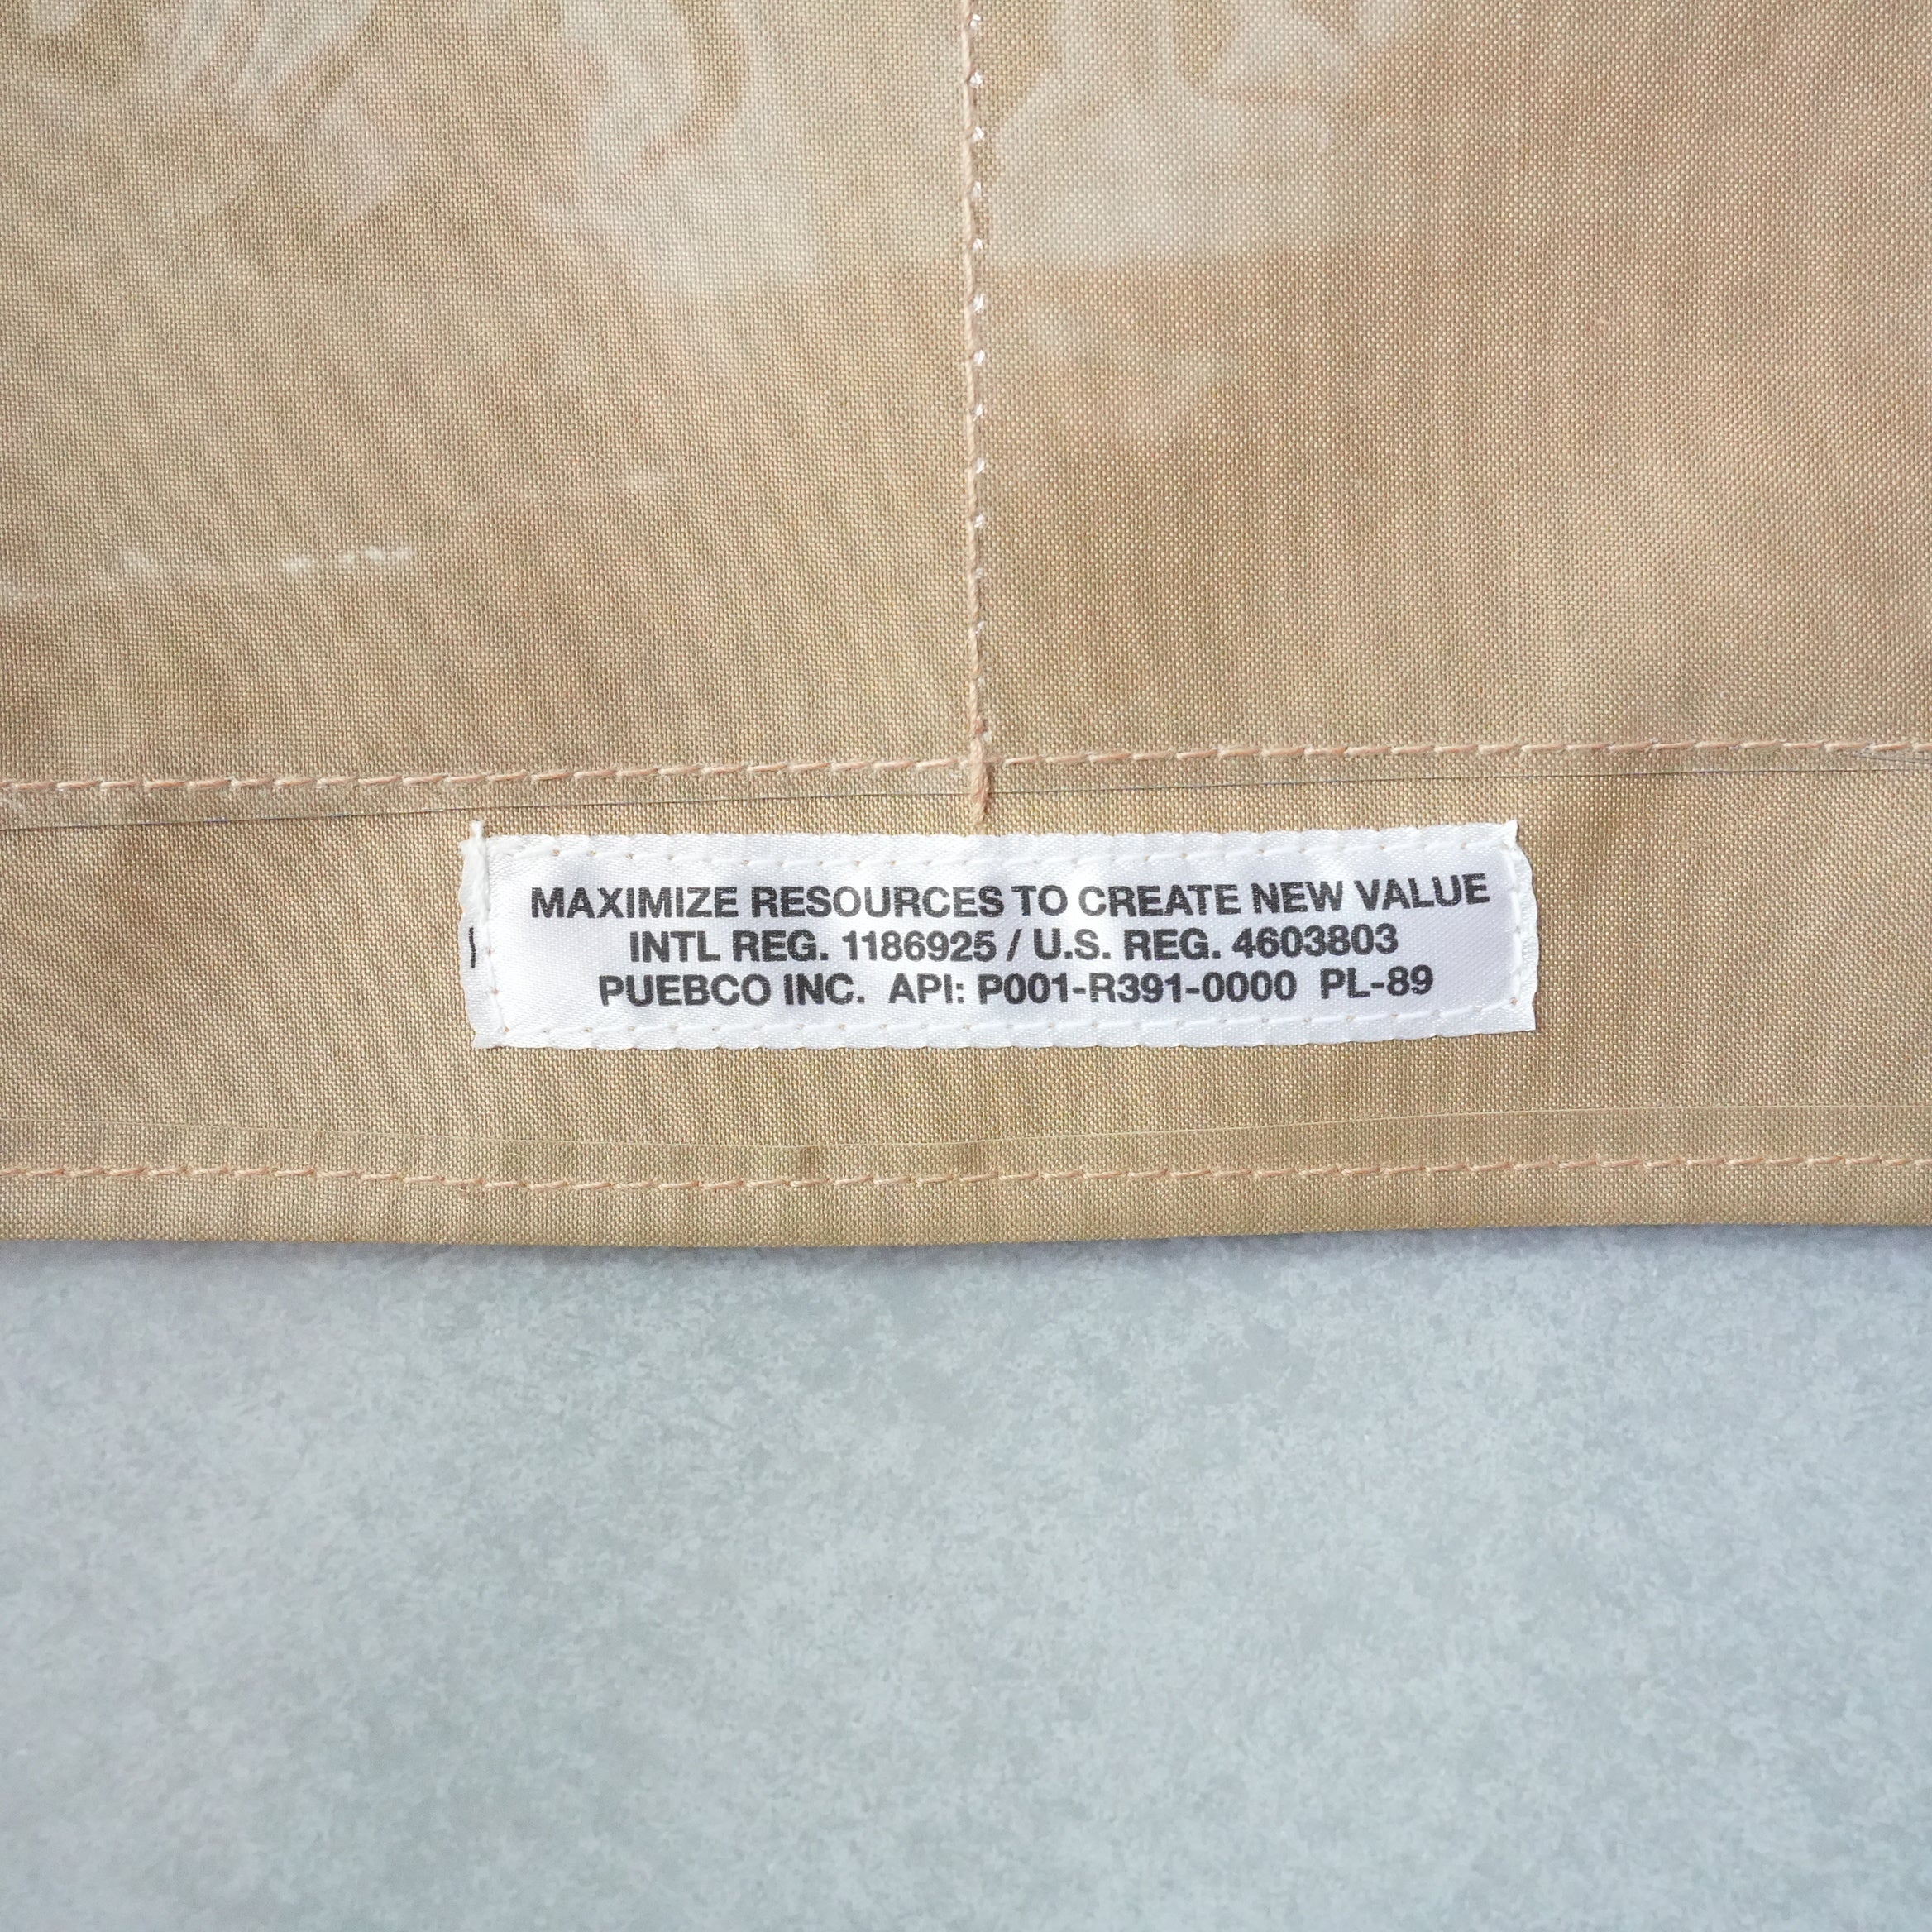 MAXIMIZE RESOURCES TO CREATE NEW VALUE
INTL REG. 1186925 / U.S. REG. 4603803
PUEBCO INC. API: P001-R391-0000 PL-89